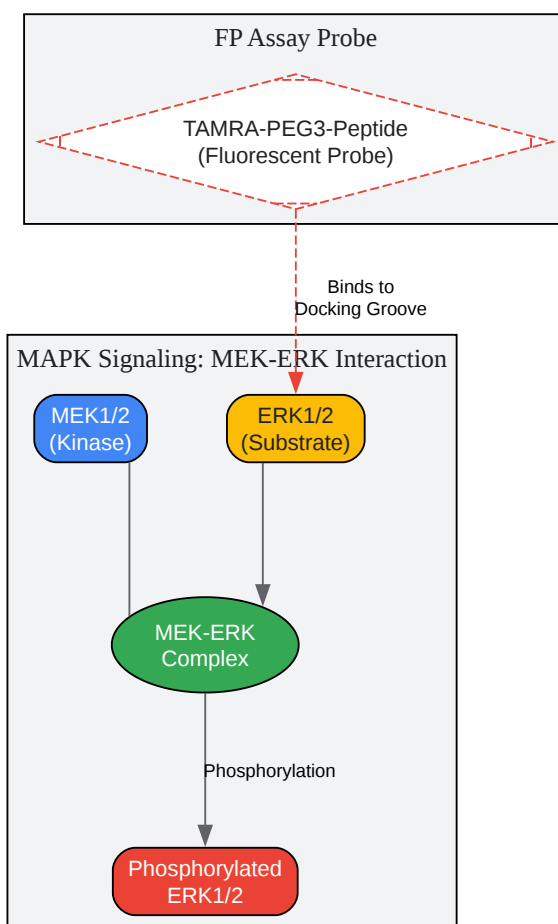 FP Assay Probe
TAMRA-PEG3-Peptide
(Fluorescent Probe)
Binds to
Docking Groove
MAPK Signaling: MEK-ERK Interaction
MEK1/2
(Kinase)
ERK1/2
(Substrate)
MEK-ERK
Complex
Phosphorylation
Phosphorylated
ERK1/2